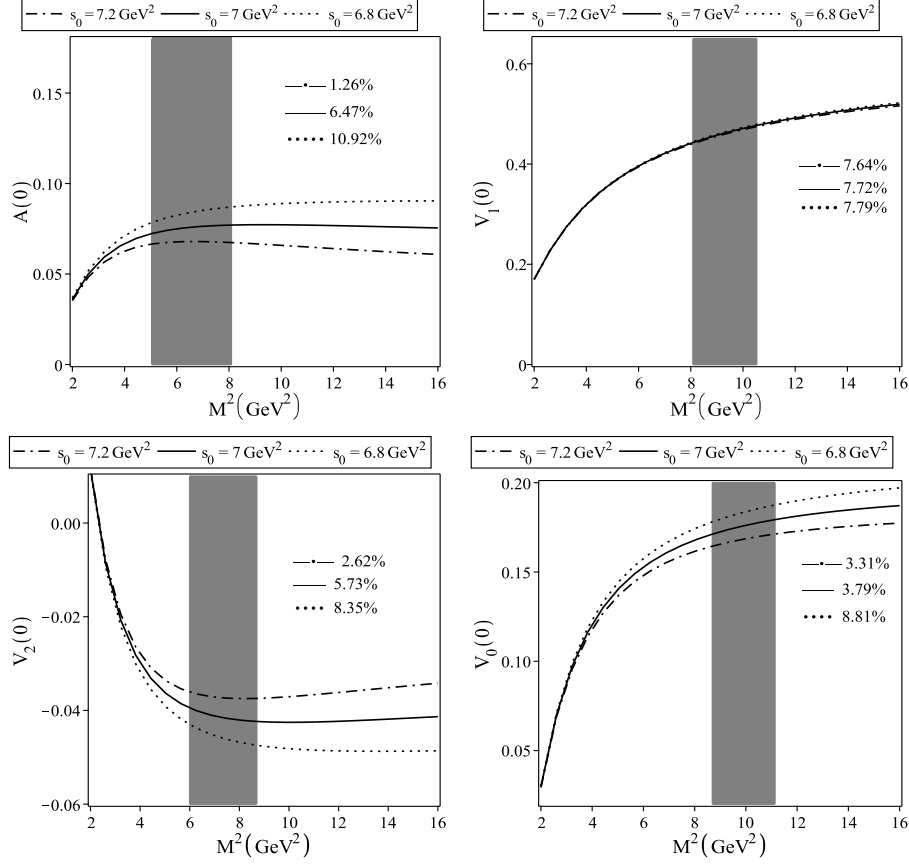 s₀ = 7.2 GeV² s₀ = 7 GeV² s₀ = 6.8 GeV²
1.26%
6.47%
10.92%
0.15
0.10
0.05
0
A(0)
2 4 6 8 10 12 14 16
M²(GeV²)
s₀ = 7.2 GeV² s₀ = 7 GeV² s₀ = 6.8 GeV²
7.64%
7.72%
7.79%
0.6
0.4
0.2
0
V₁(0)
2 4 6 8 10 12 14 16
M²(GeV²)
s₀ = 7.2 GeV² s₀ = 7 GeV² s₀ = 6.8 GeV²
2.62%
5.73%
8.35%
0.00
−0.02
−0.04
−0.06
V₂(0)
2 4 6 8 10 12 14 16
M²(GeV²)
s₀ = 7.2 GeV² s₀ = 7 GeV² s₀ = 6.8 GeV²
3.31%
3.79%
8.81%
0.20
0.15
0.10
0.05
V₀(0)
2 4 6 8 10 12 14 16
M²(GeV²)